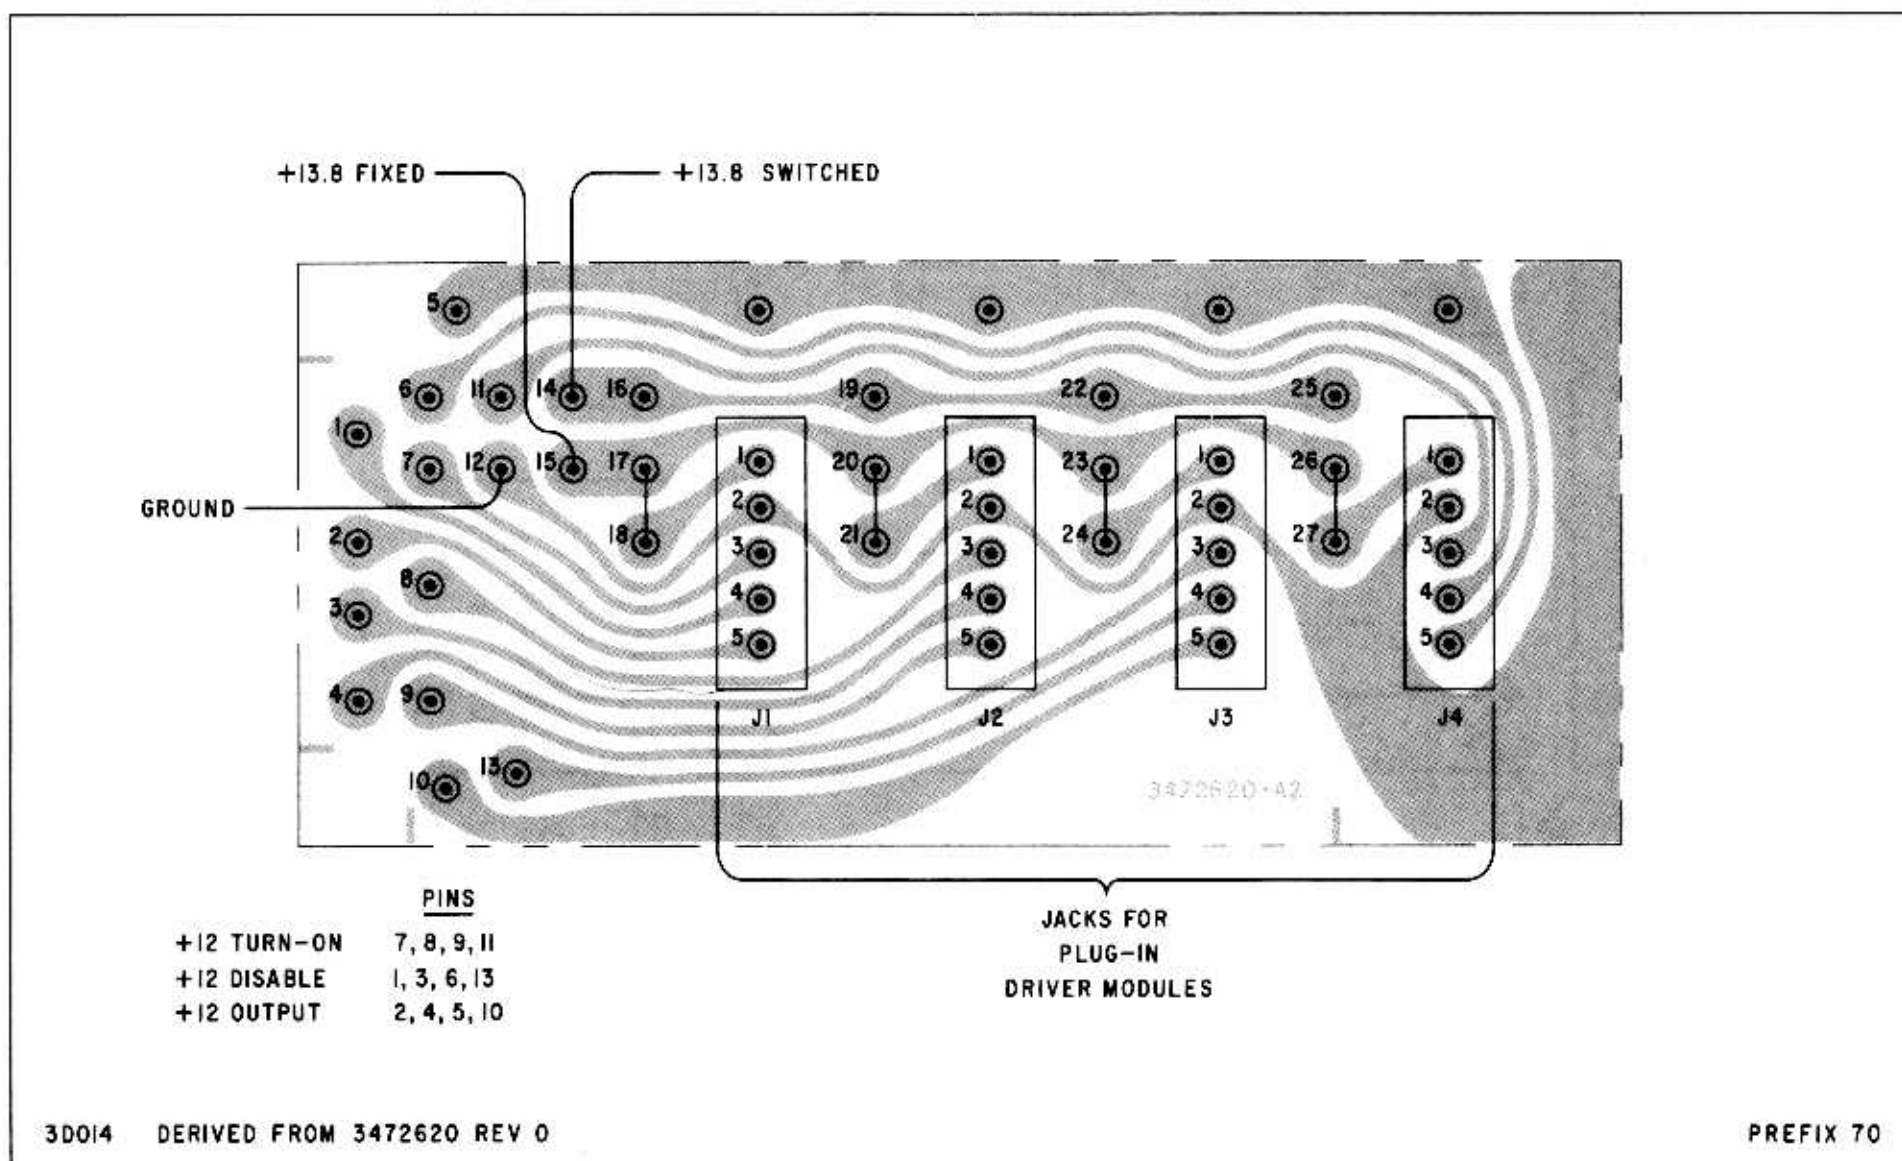 +13.8 FIXED
+13.8 SWITCHED
5
6 11 14 16 19 22 25
1
7 12 15 17 1 20 1 23 1 26 1
GROUND
2 2 2 2
2 18 3 21 3 24 3 27 3
8 4 4 4 4
3
5 5 5 5
4 9 J1 J2 J3 J4
10 13
3472620-A2
PINS
+12 TURN-ON 7, 8, 9, 11
+12 DISABLE 1, 3, 6, 13
+12 OUTPUT 2, 4, 5, 10
JACKS FOR
PLUG-IN
DRIVER MODULES
3D014 DERIVED FROM 3472620 REV 0
PREFIX 70